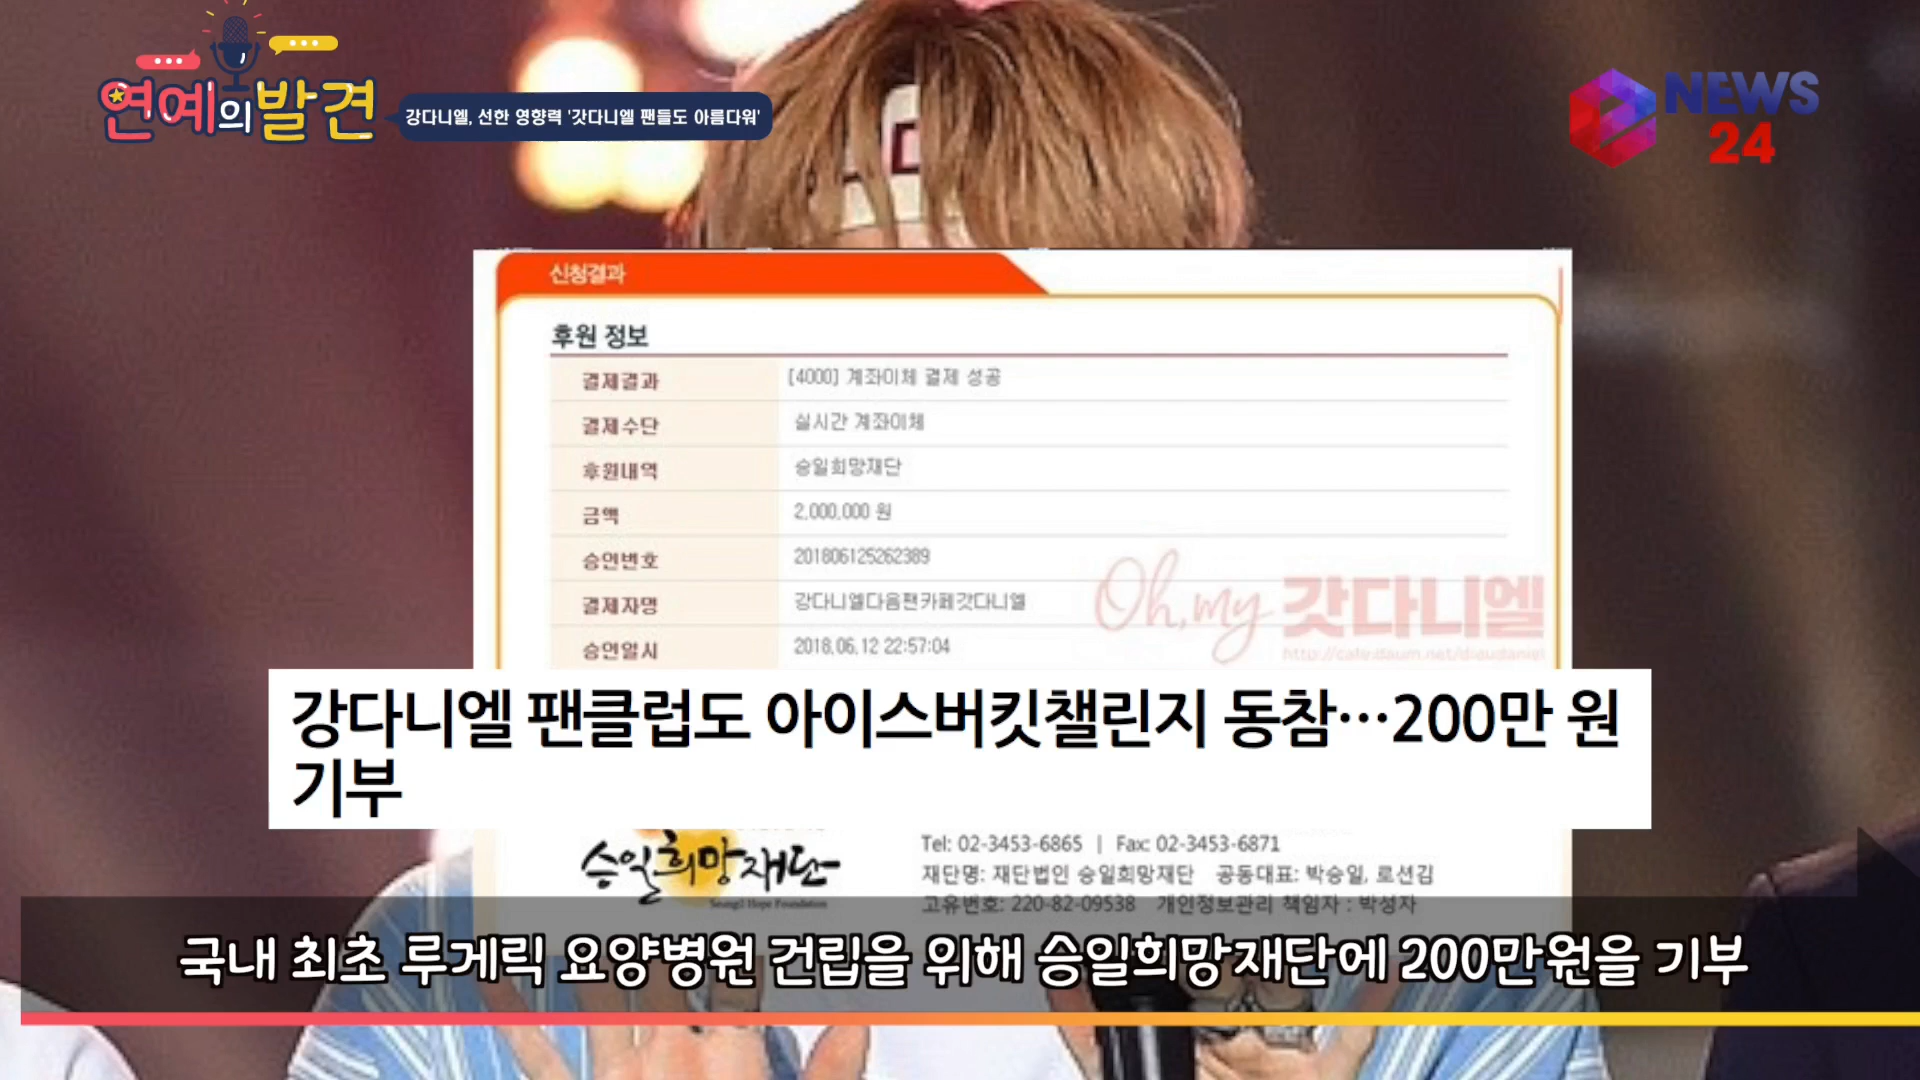 연예의발견
강다니엘, 선한 영향력 '갓다니엘 팬들도 아름다워'
NEWS
24
신청결과
후원 정보
결제결과 [4000] 계좌이체 결제 성공
결제수단 실시간 계좌이체
후원내역 승일희망재단
금액 2,000,000 원
승인번호 201806125262389
결제자명 강다니엘다음팬카페갓다니엘
승인일시 2018.06.12 22:57:04
Oh, my 갓다니엘
http://cafe.daum.net/digudaniel
강다니엘 팬클럽도 아이스버킷챌린지 동참…200만 원
기부
승일희망재단
Seungil Hope Foundation
Tel: 02-3453-6865 | Fax: 02-3453-6871
재단명: 재단법인 승일희망재단 공동대표: 박승일, 로션김
고유번호: 220-82-09538 개인정보관리 책임자 : 박성자
국내 최초 루게릭 요양병원 건립을 위해 승일희망재단에 200만원을 기부